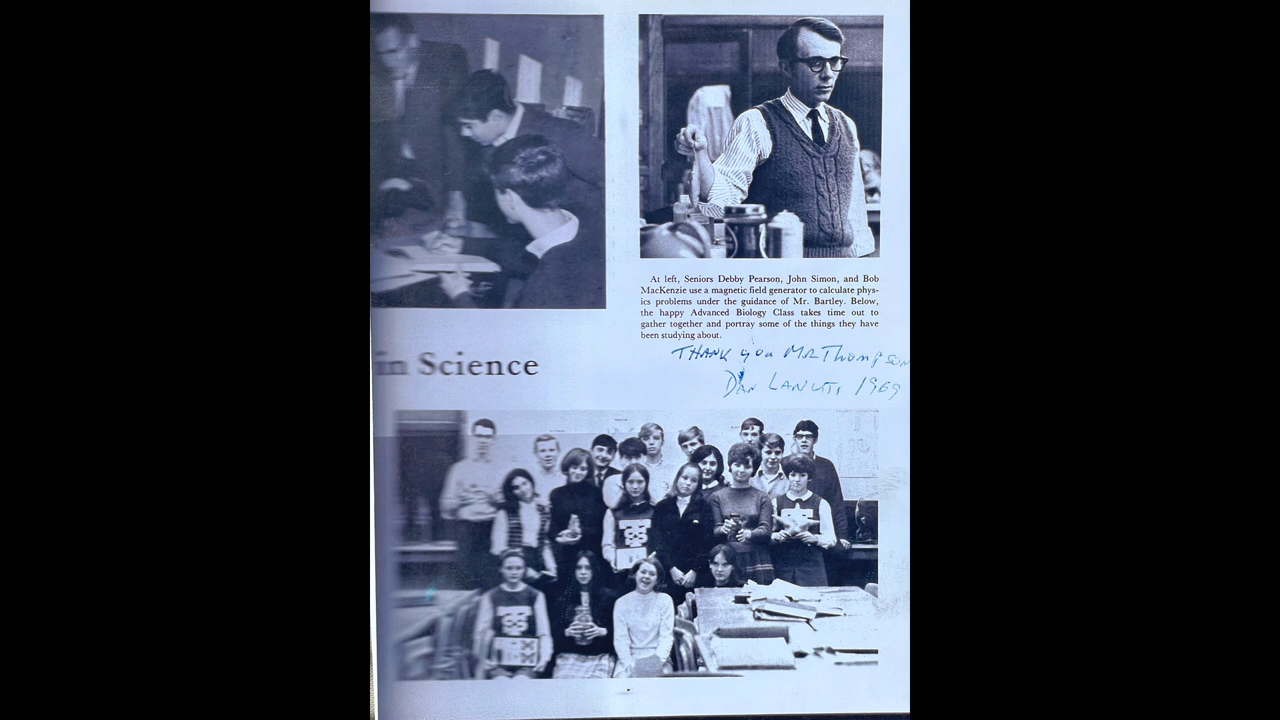 At left, Seniors Debby Pearson, John Simon, and Bob
MacKenzie use a magnetic field generator to calculate phys-
ics problems under the guidance of Mr. Bartley. Below,
the happy Advanced Biology Class takes time out to
gather together and portray some of the things they have
been studying about.
THANK you MR Thompson
DAN 1969
in Science